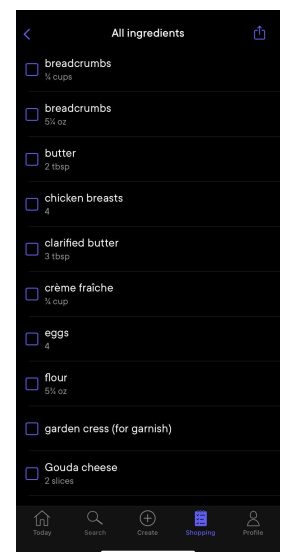 All ingredients
breadcrumbs
¾ cups
breadcrumbs
5¼ oz
butter
2 tbsp
chicken breasts
4
clarified butter
3 tbsp
crème fraîche
¾ cup
eggs
4
flour
5¼ oz
garden cress (for garnish)
Gouda cheese
2 slices
Today Search Create Shopping Profile